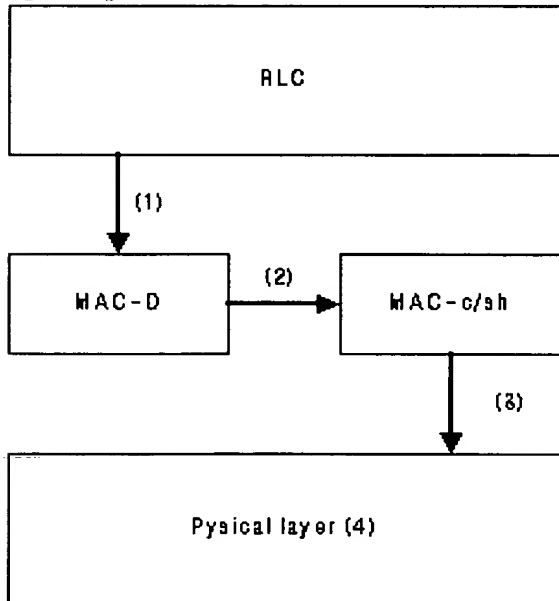 RLC
(1)
MAC-D
(2)
MAC-c/sh
(3)
Pysical layer (4)